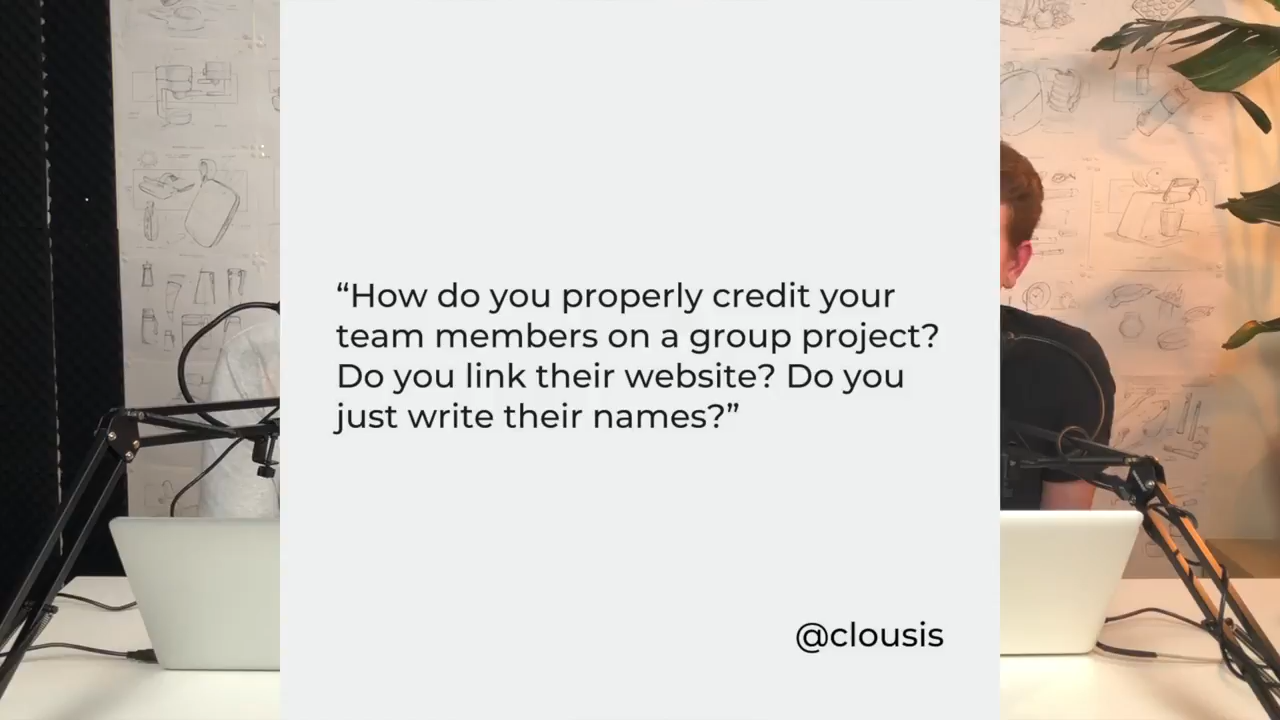 “How do you properly credit your
team members on a group project?
Do you link their website? Do you
just write their names?”
@clousis